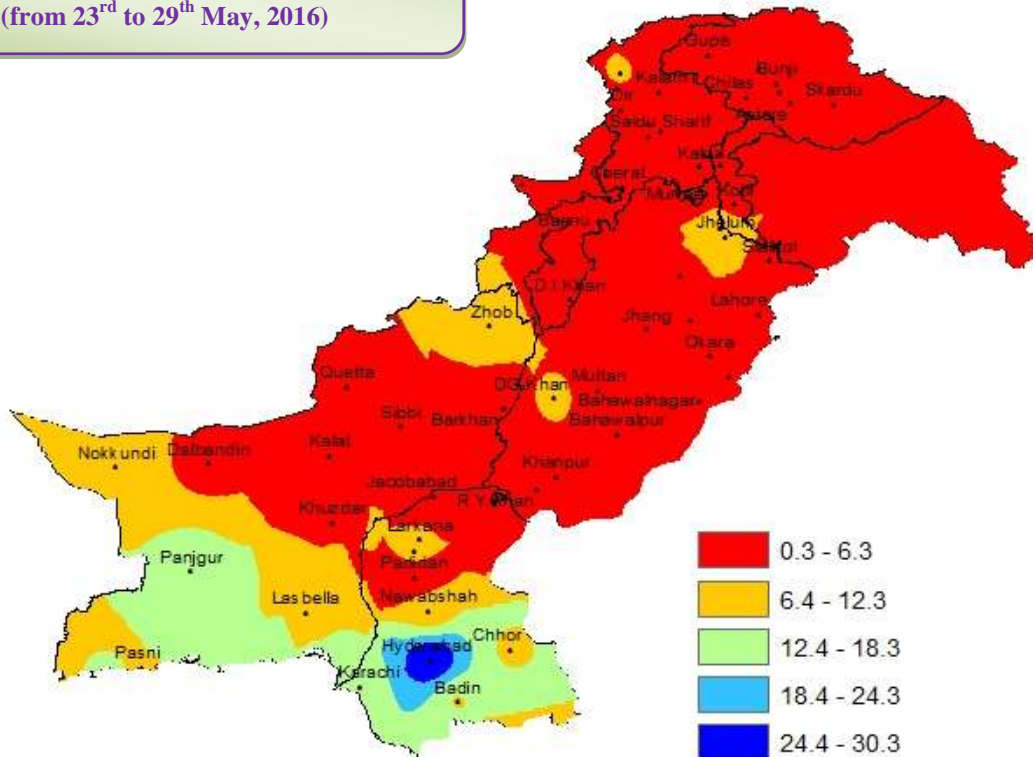 (from 23rd to 29th May, 2016)
Gupis
Bunji
Kalam
Chilas
Skardu
Dir
Astore
Saidu Sharif
Kakul
Cherat
Kotli
Bannu
Jhelum
Sialkot
D.I.Khan
Lahore
Zhob
Jhang
Okara
Quetta
DG.Khan
Multan
Bahawalnagar
Sibbi
Barkhan
Bahawalpur
Kalat
Nokkundi
Dalbandin
Khanpur
Jacobabad
R.Y.Khan
Khuzdar
Larkana
0.3 - 6.3
Panjgur
Padidan
Lasbella
Nawabshah
6.4 - 12.3
Chhor
Hyderabad
12.4 - 18.3
Pasni
Karachi
Badin
18.4 - 24.3
24.4 - 30.3